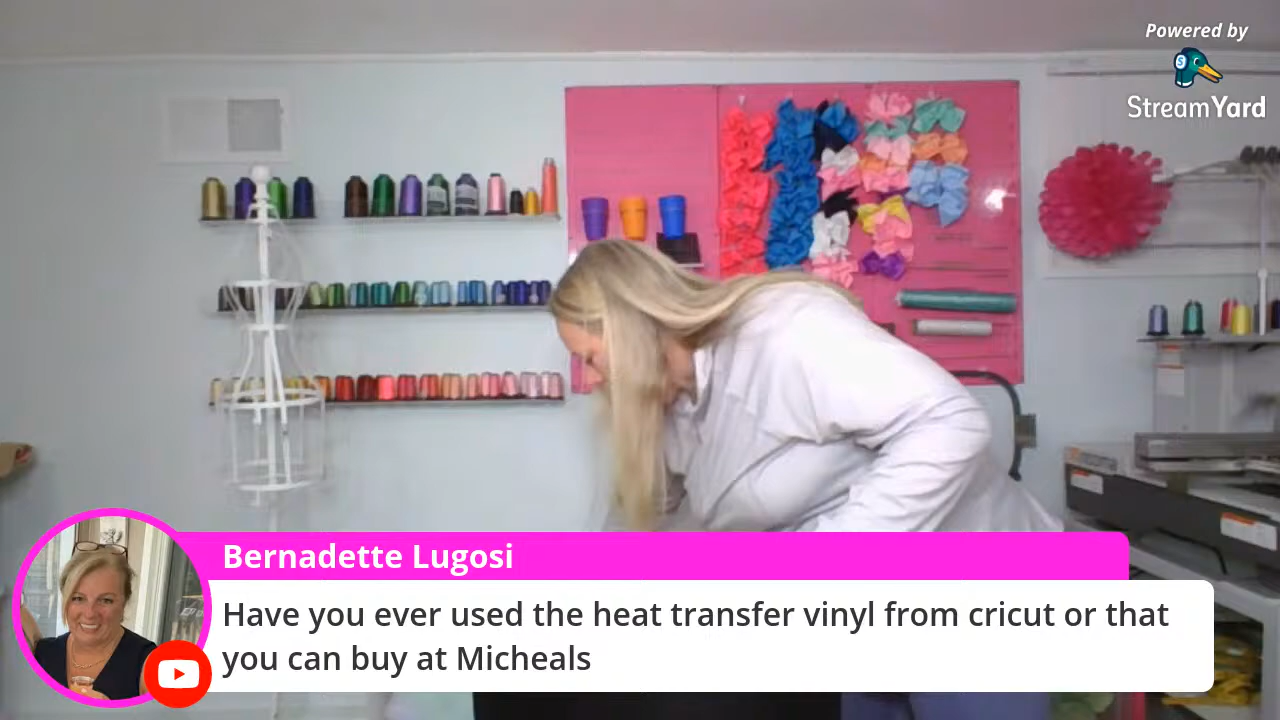 Powered by
StreamYard
Bernadette Lugosi
Have you ever used the heat transfer vinyl from cricut or that
you can buy at Micheals